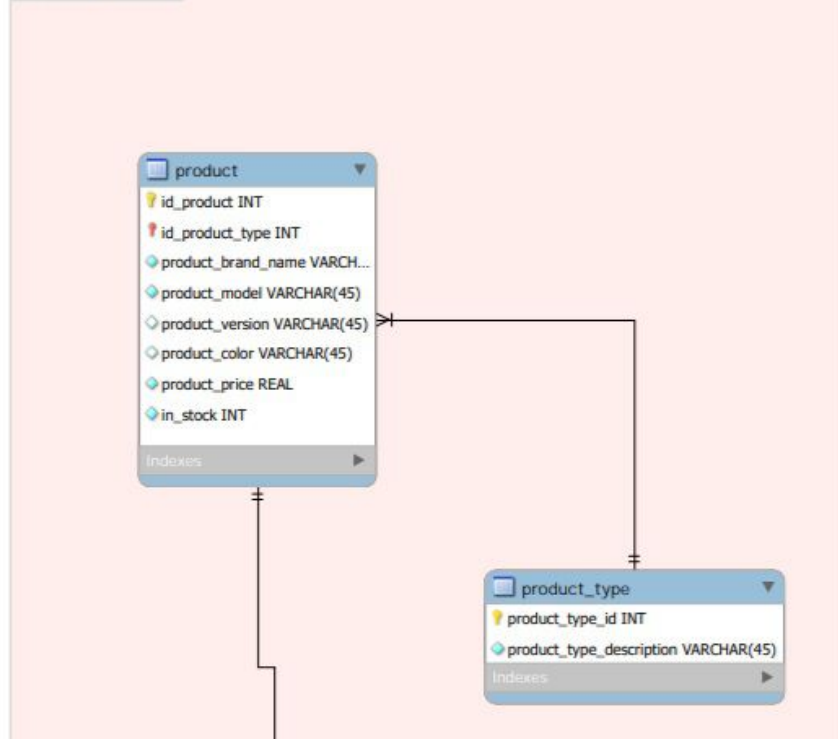 product
id_product INT
id_product_type INT
product_brand_name VARCH...
product_model VARCHAR(45)
product_version VARCHAR(45)
product_color VARCHAR(45)
product_price REAL
in_stock INT
Indexes
product_type
product_type_id INT
product_type_description VARCHAR(45)
Indexes